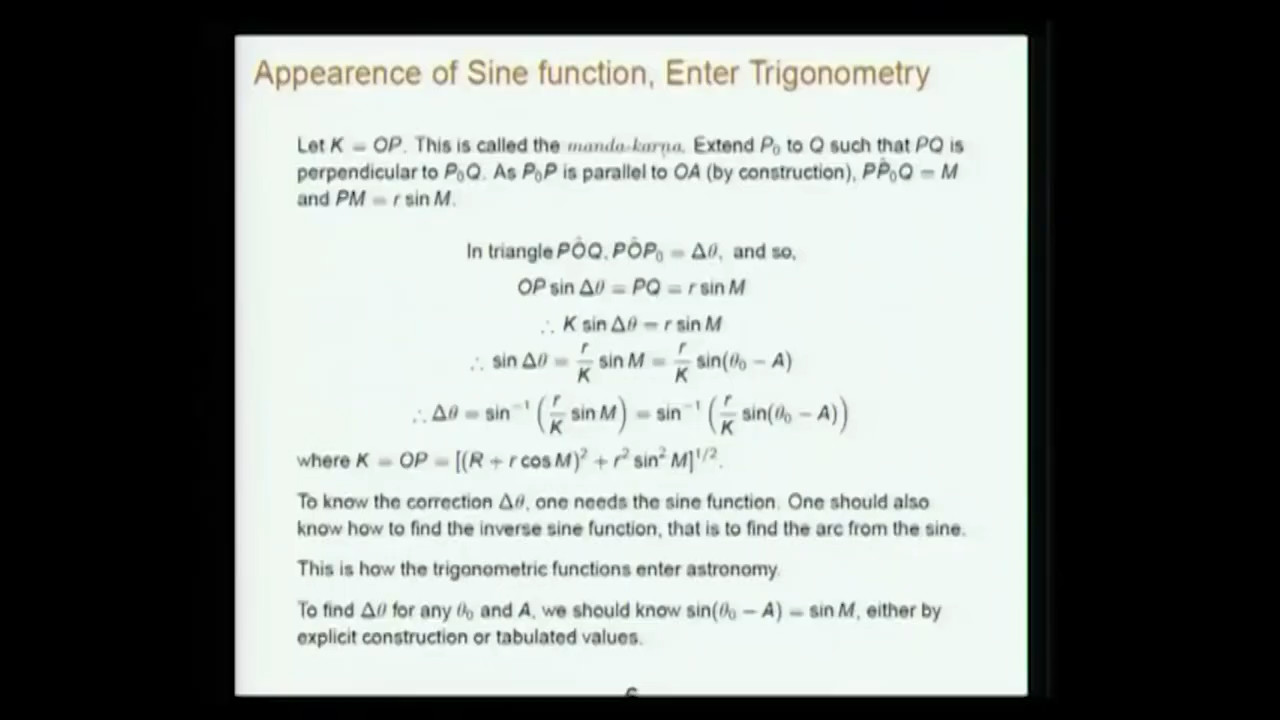 Appearence of Sine function, Enter Trigonometry
Let K = OP. This is called the manda-karṇa. Extend P₀ to Q such that PQ is
perpendicular to P₀Q. As P₀P is parallel to OA (by construction), PP̂₀Q = M
and PM = r sin M.
In triangle PÔQ, PÔP₀ = Δθ, and so,
OP sin Δθ = PQ = r sin M
∴ K sin Δθ = r sin M
∴ sin Δθ = r/K sin M = r/K sin(θ₀ − A)
∴ Δθ = sin⁻¹ (r/K sin M) = sin⁻¹ (r/K sin(θ₀ − A))
where K = OP = [(R + r cos M)² + r² sin² M]^1/2.
To know the correction Δθ, one needs the sine function. One should also
know how to find the inverse sine function, that is to find the arc from the sine.
This is how the trigonometric functions enter astronomy.
To find Δθ for any θ₀ and A, we should know sin(θ₀ − A) = sin M, either by
explicit construction or tabulated values.